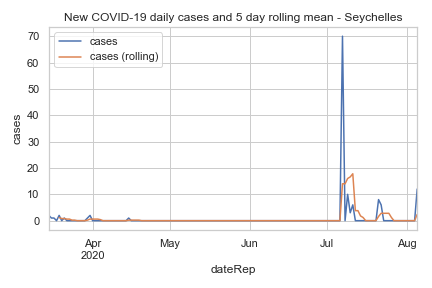 New COVID-19 daily cases and 5 day rolling mean - Seychelles
cases
cases (rolling)
cases
70
60
50
40
30
20
10
0
Apr
2020
May
Jun
Jul
Aug
dateRep